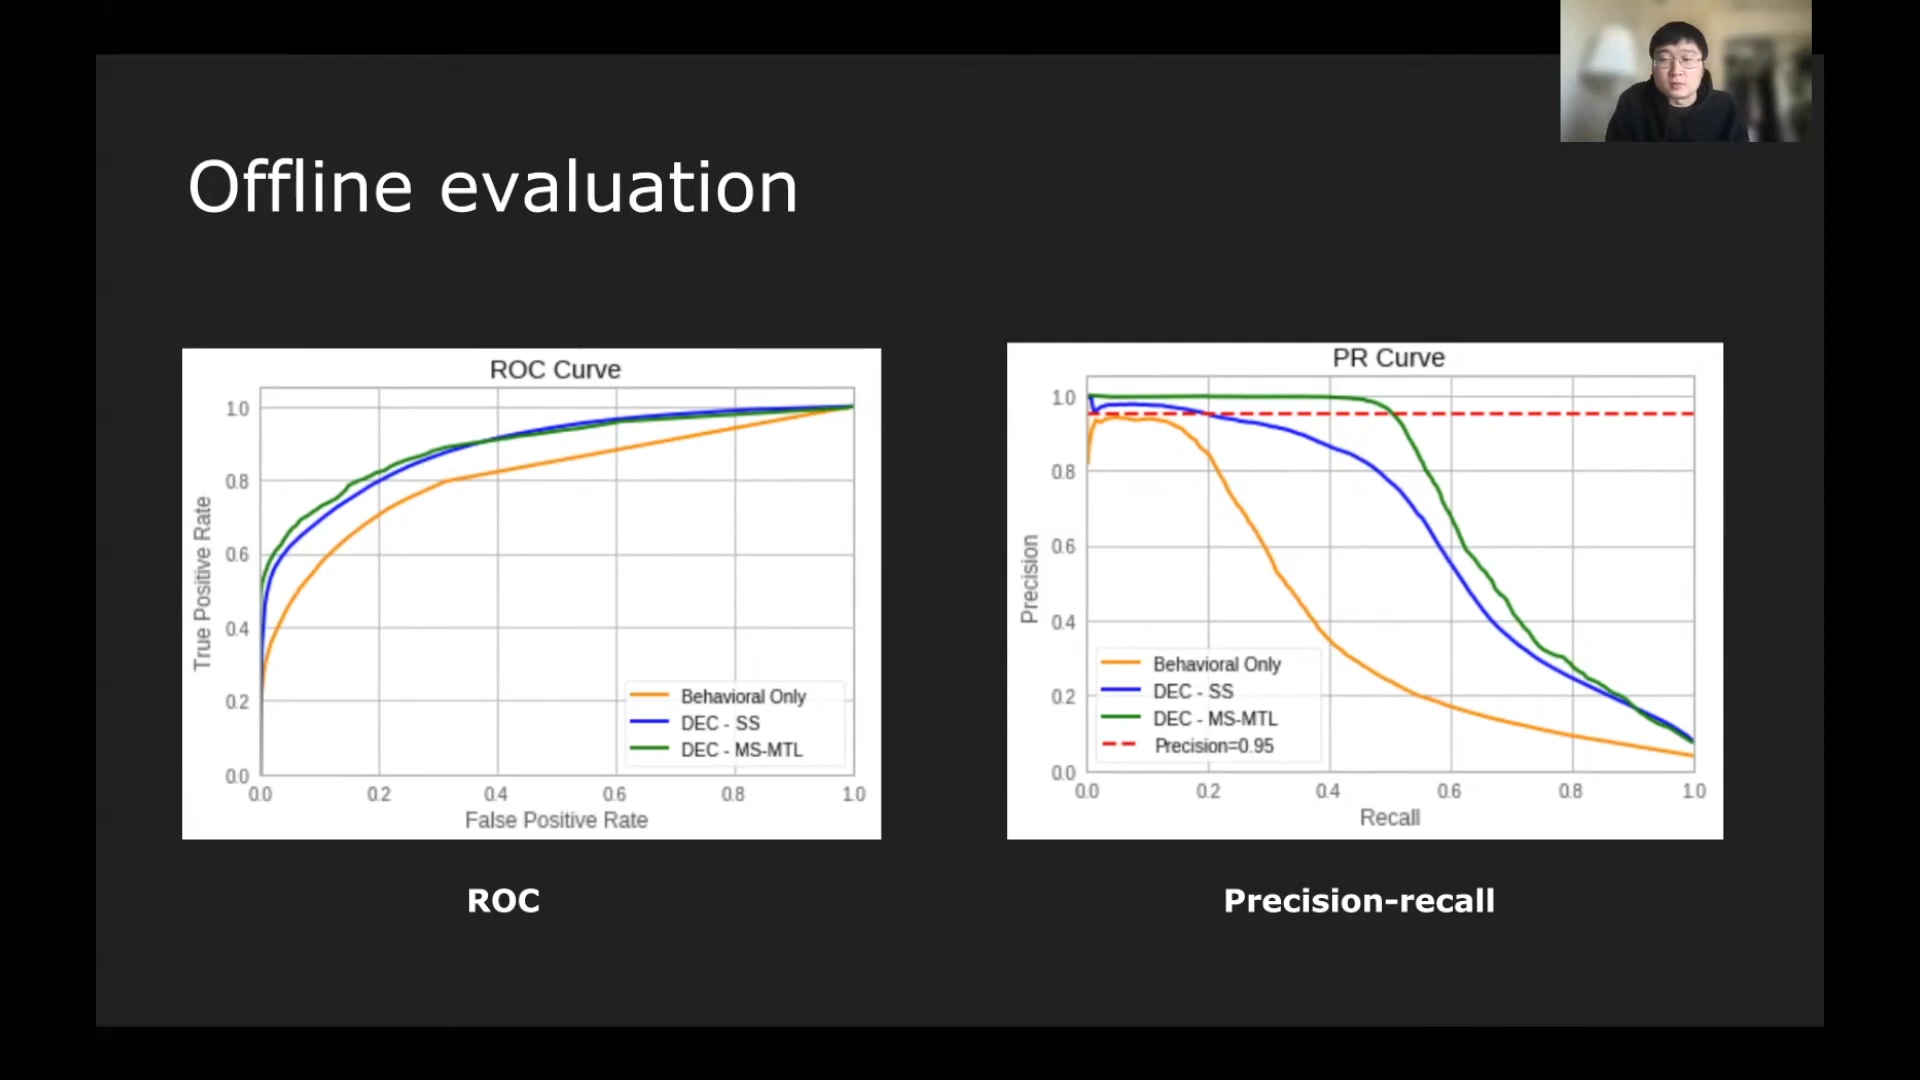 Offline evaluation
ROC Curve
True Positive Rate
1.0
0.8
0.6
0.4
0.2
0.0
0.0 0.2 0.4 0.6 0.8 1.0
False Positive Rate
Behavioral Only
DEC - SS
DEC - MS-MTL
ROC
PR Curve
Precision
1.0
0.8
0.6
0.4
0.2
0.0
0.0 0.2 0.4 0.6 0.8 1.0
Recall
Behavioral Only
DEC - SS
DEC - MS-MTL
Precision=0.95
Precision-recall